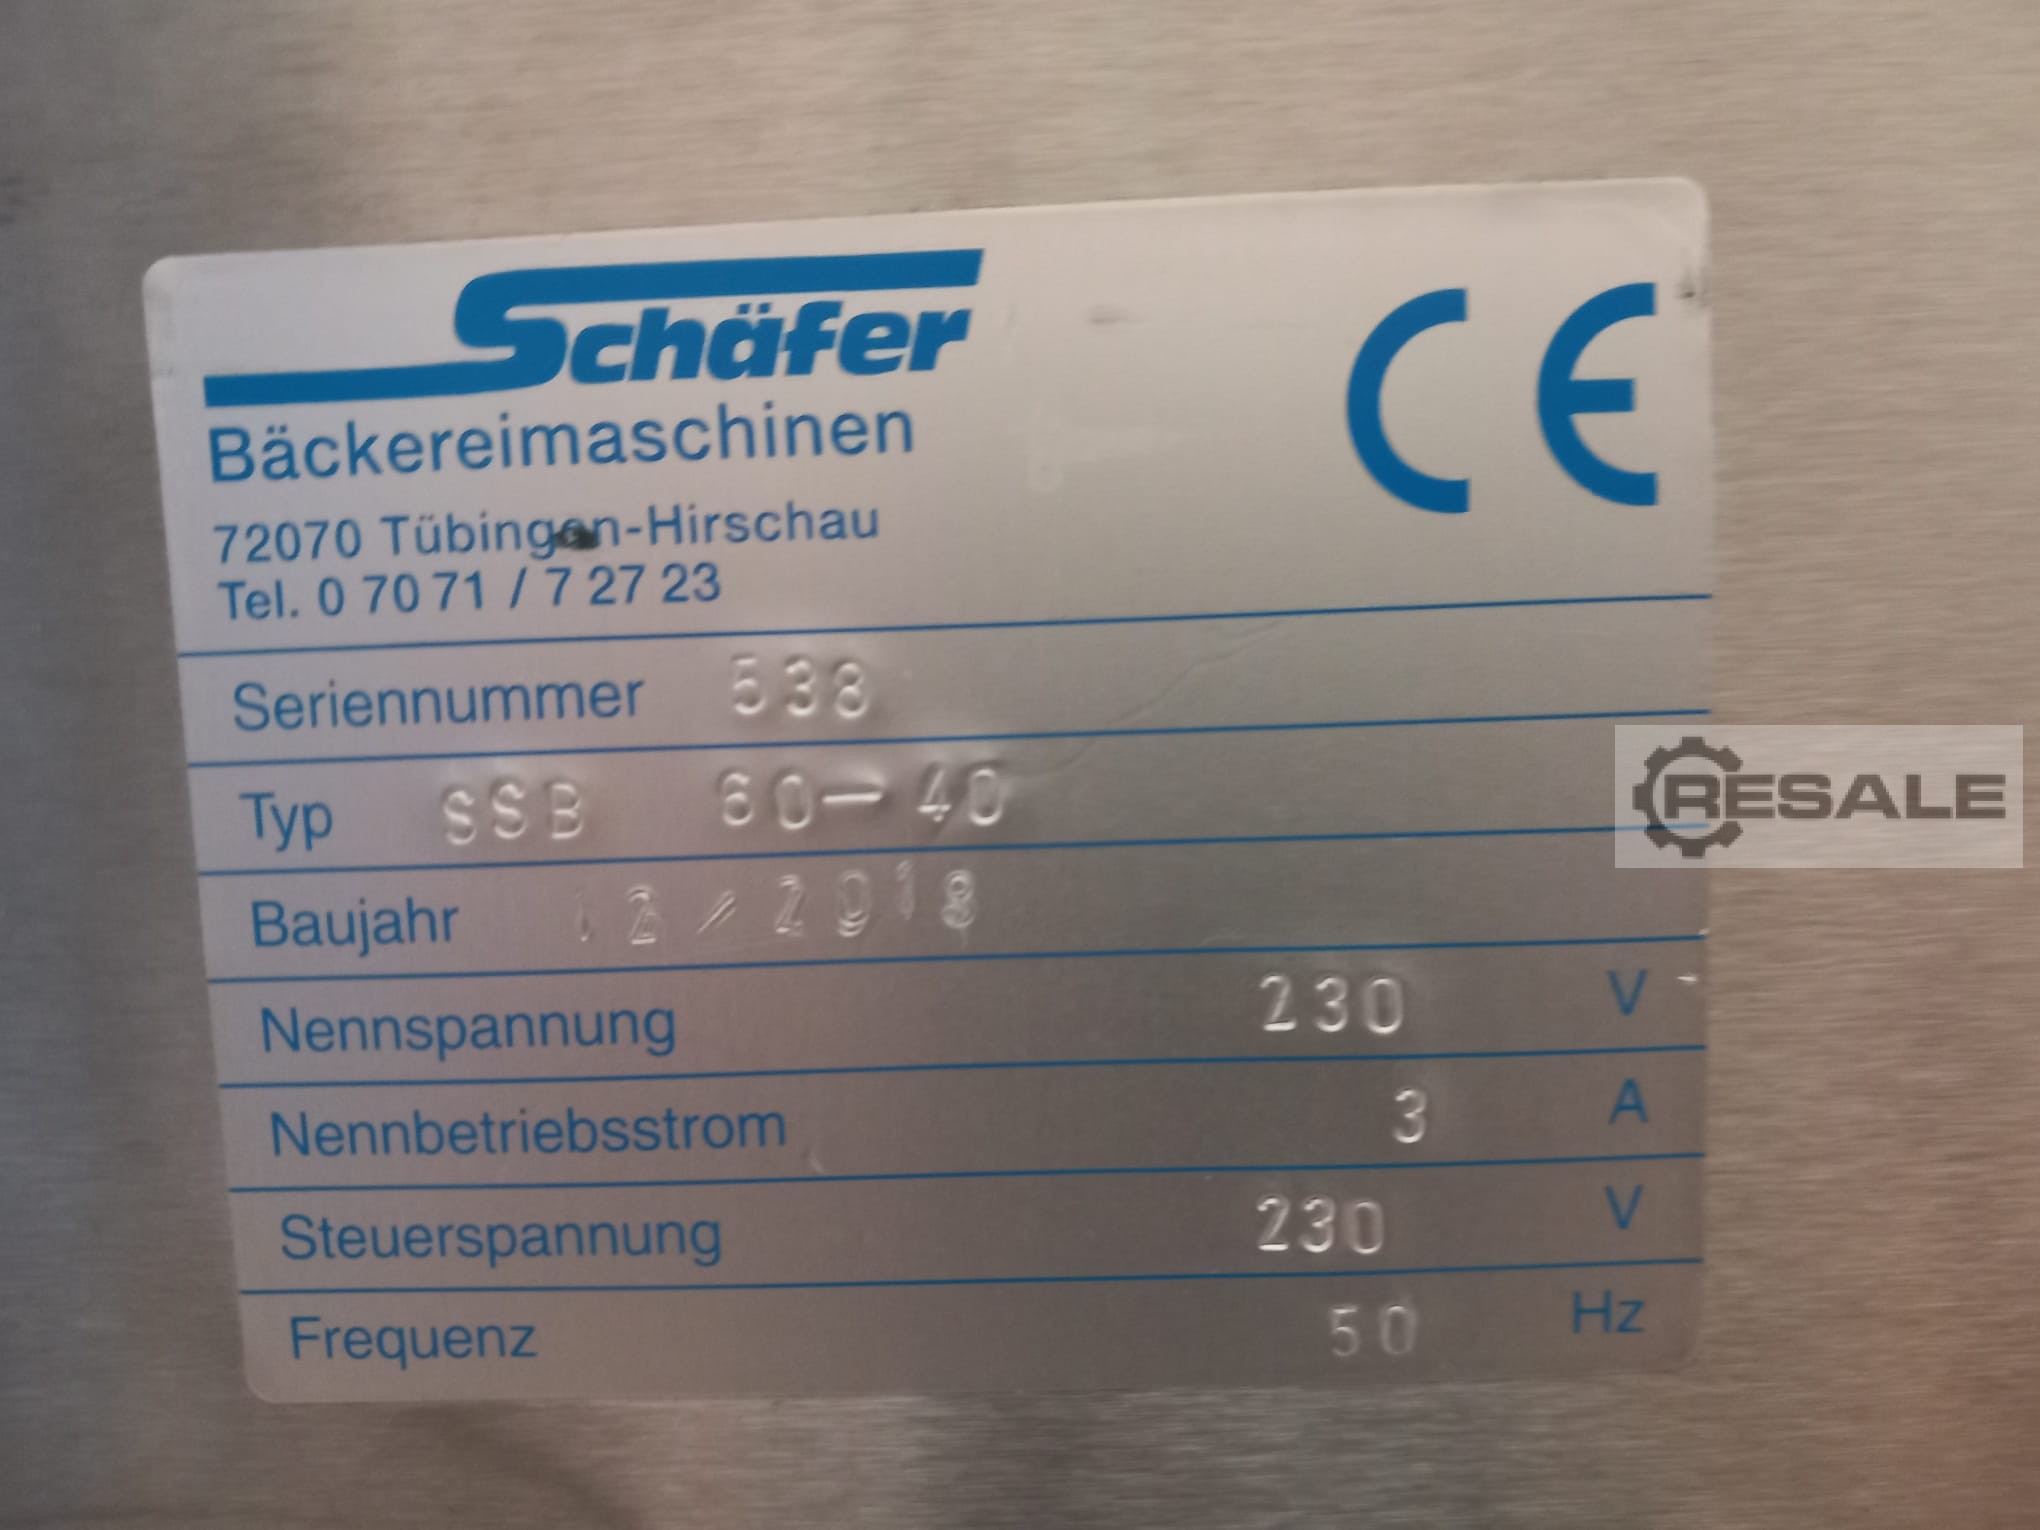 Schäfer
Bäckereimaschinen
72070 Tübingen-Hirschau
Tel. 0 70 71 / 7 27 23
CE
Seriennummer 538
Typ SSB 60-40
Baujahr 12/2018
Nennspannung 230 V
Nennbetriebsstrom 3 A
Steuerspannung 230 V
Frequenz 50 Hz
RESALE